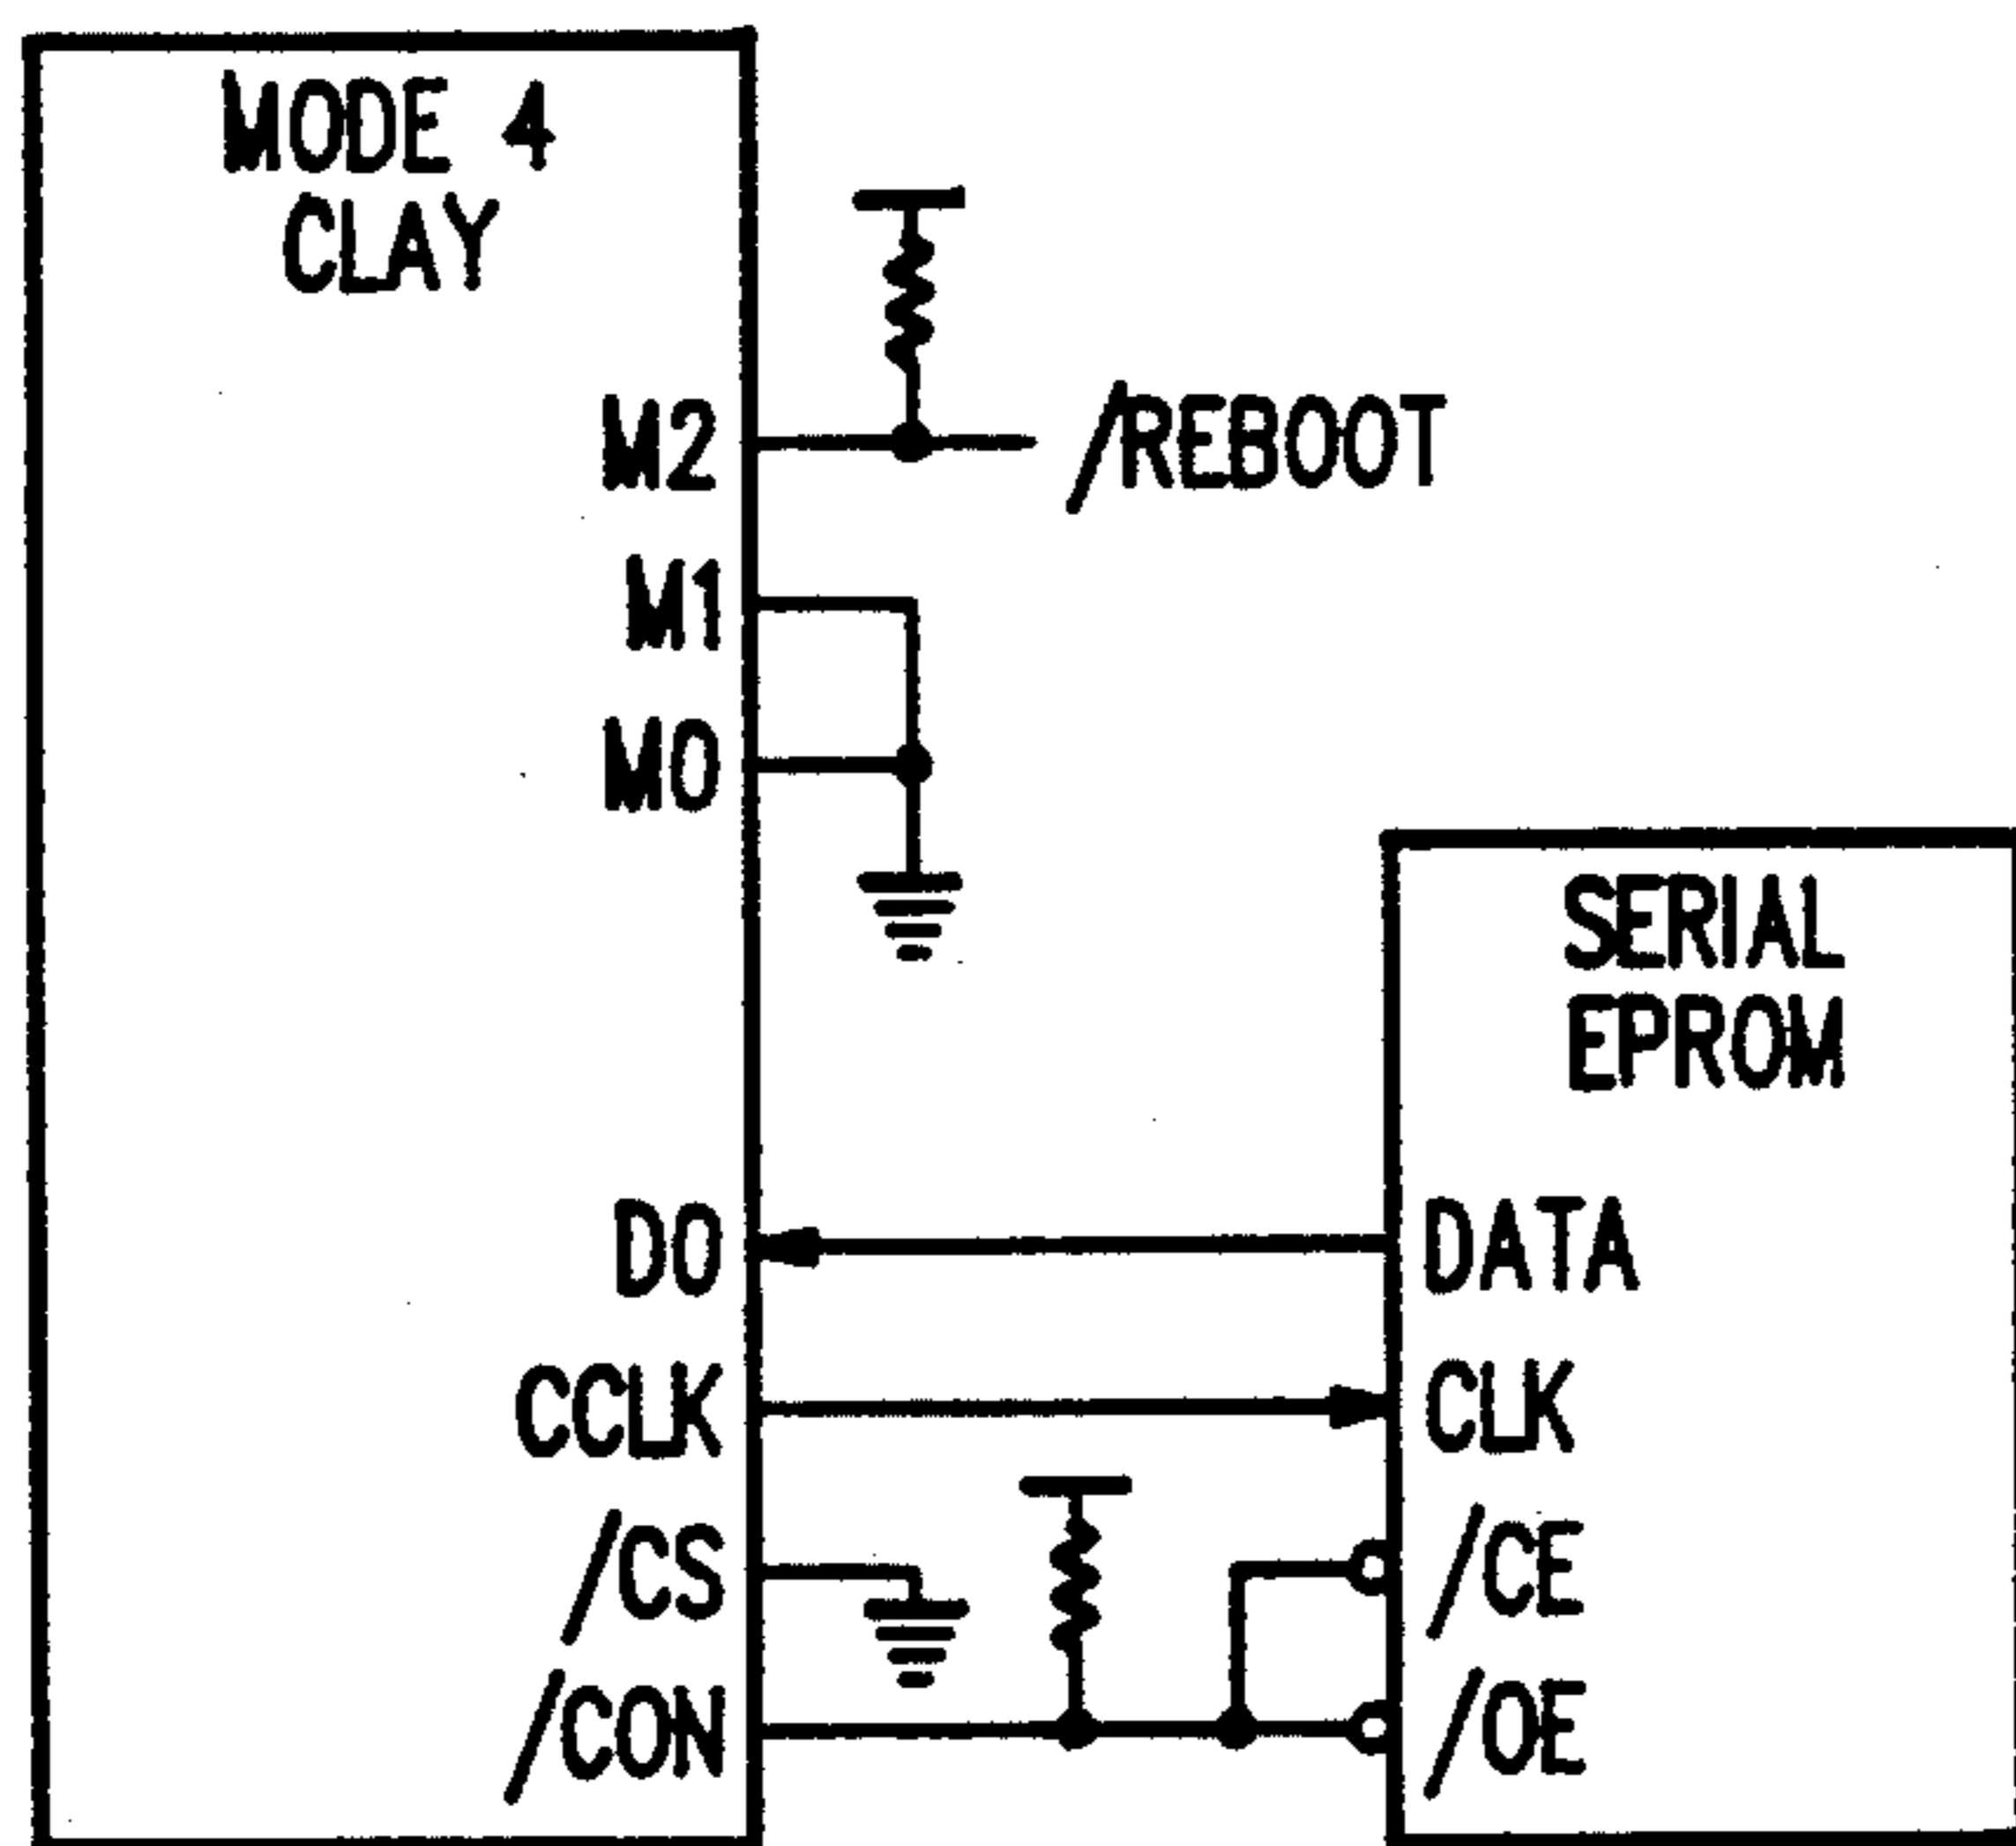 MODE 4
CLAY
M2
/REBOOT
M1
M0
SERIAL
EPROM
D0
DATA
CCLK
CLK
/CS
/CE
/CON
/OE